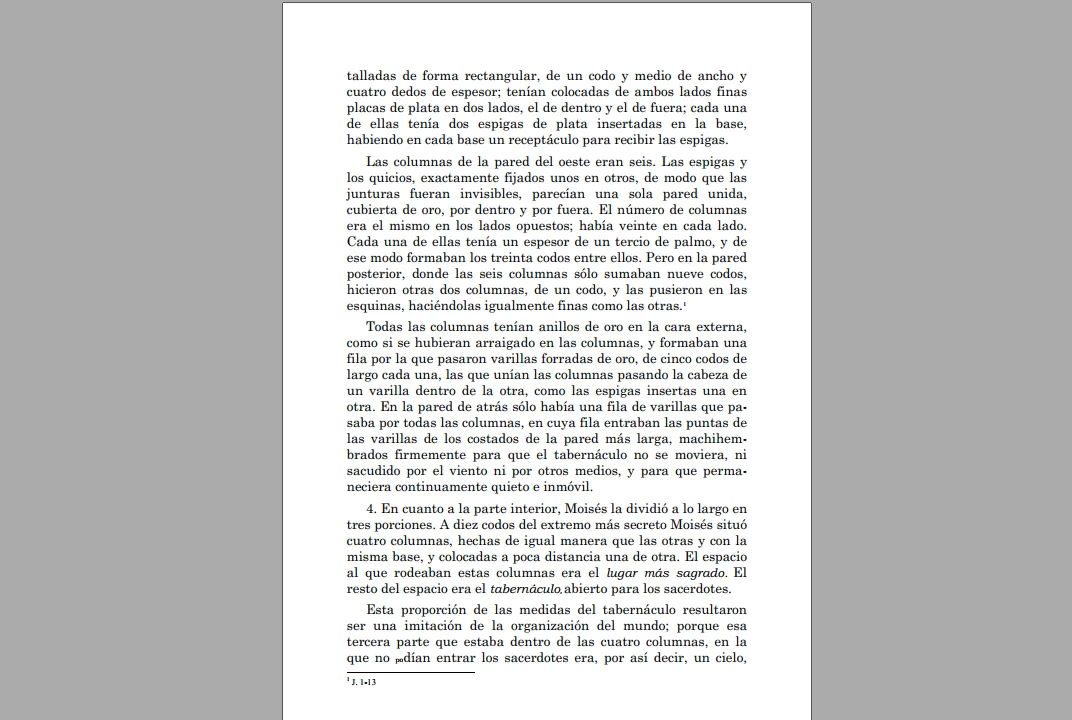 talladas de forma rectangular, de un codo y medio de ancho y
cuatro dedos de espesor; tenían colocadas de ambos lados finas
placas de plata en dos lados, el de dentro y el de fuera; cada una
de ellas tenía dos espigas de plata insertadas en la base,
habiendo en cada base un receptáculo para recibir las espigas.
Las columnas de la pared del oeste eran seis. Las espigas y
los quicios, exactamente fijados unos en otros, de modo que las
junturas fueran invisibles, parecían una sola pared unida,
cubierta de oro, por dentro y por fuera. El número de columnas
era el mismo en los lados opuestos; había veinte en cada lado.
Cada una de ellas tenía un espesor de un tercio de palmo, y de
ese modo formaban los treinta codos entre ellos. Pero en la pared
posterior, donde las seis columnas sólo sumaban nueve codos,
hicieron otras dos columnas, de un codo, y las pusieron en las
esquinas, haciéndolas igualmente finas como las otras.¹
Todas las columnas tenían anillos de oro en la cara externa,
como si se hubieran arraigado en las columnas, y formaban una
fila por la que pasaron varillas forradas de oro, de cinco codos de
largo cada una, las que unían las columnas pasando la cabeza de
un varilla dentro de la otra, como las espigas insertas una en
otra. En la pared de atrás sólo había una fila de varillas que pa-
saba por todas las columnas, en cuya fila entraban las puntas de
las varillas de los costados de la pared más larga, machihem-
brados firmemente para que el tabernáculo no se moviera, ni
sacudido por el viento ni por otros medios, y para que perma-
neciera continuamente quieto e inmóvil.
4. En cuanto a la parte interior, Moisés la dividió a lo largo en
tres porciones. A diez codos del extremo más secreto Moisés situó
cuatro columnas, hechas de igual manera que las otras y con la
misma base, y colocadas a poca distancia una de otra. El espacio
al que rodeaban estas columnas era el lugar más sagrado. El
resto del espacio era el tabernáculo, abierto para los sacerdotes.
Esta proporción de las medidas del tabernáculo resultaron
ser una imitación de la organización del mundo; porque esa
tercera parte que estaba dentro de las cuatro columnas, en la
que no podían entrar los sacerdotes era, por así decir, un cielo,
¹ J. 1-13